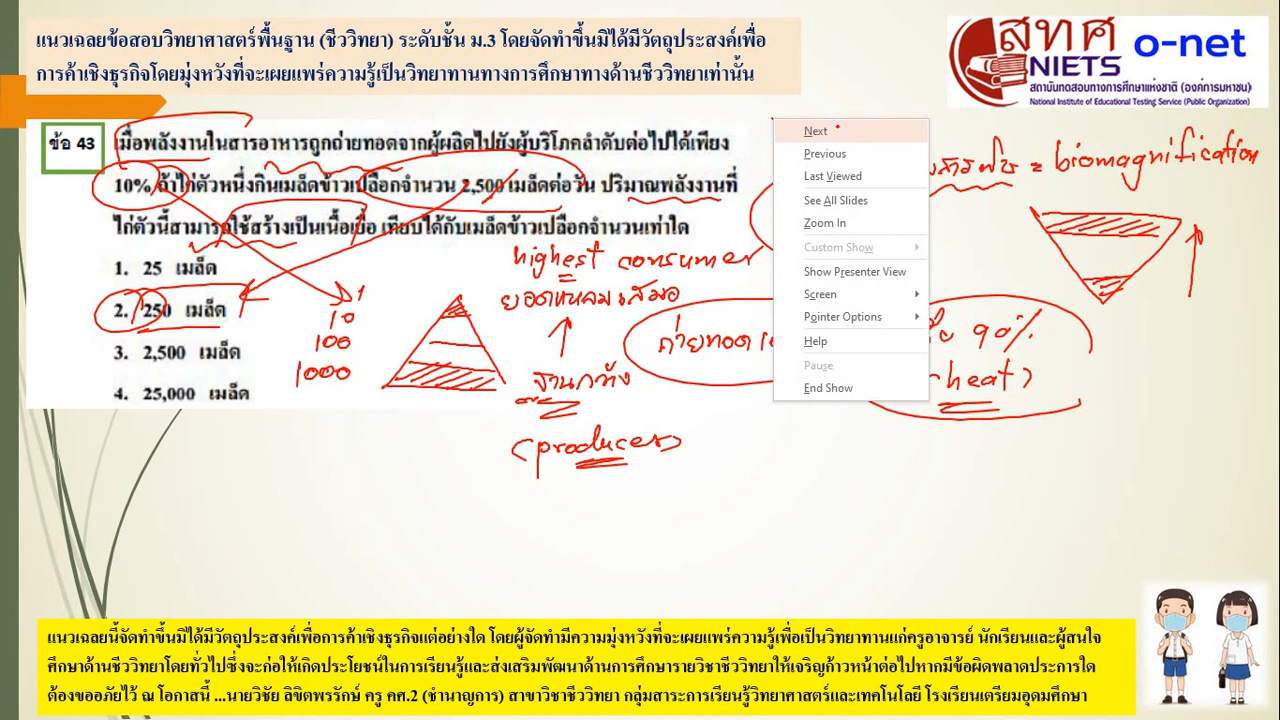 แนวเฉลยข้อสอบวิทยาศาสตร์พื้นฐาน (ชีววิทยา) ระดับชั้น ม.3 โดยจัดทำขึ้นมิได้มีวัตถุประสงค์เพื่อ
การค้าเชิงธุรกิจโดยมุ่งหวังที่จะเผยแพร่ความรู้เป็นวิทยาทานทางการศึกษาทางด้านชีววิทยาเท่านั้น
สทศ
NIETS
o-net
สถาบันทดสอบทางการศึกษาแห่งชาติ (องค์การมหาชน)
National Institute of Educational Testing Service (Public Organization)
ข้อ 43
เมื่อพลังงานในสารอาหารถูกถ่ายทอดจากผู้ผลิตไปยังผู้บริโภคลำดับต่อไปได้เพียง
10% ถ้าไก่ตัวหนึ่งกินเมล็ดข้าวเปลือกจำนวน 2,500 เมล็ดต่อวัน ปริมาณพลังงานที่
ไก่ตัวนี้สามารถใช้สร้างเป็นเนื้อเยื่อ เทียบได้กับเมล็ดข้าวเปลือกจำนวนเท่าใด
1. 25 เมล็ด
2. 250 เมล็ด
3. 2,500 เมล็ด
4. 25,000 เมล็ด
1
10
100
1000
highest consumer
ยอดแหลมเสมอ
ฐานกว้าง
(producer)
ถ่ายทอด
= biomagnification
90%
heat)
Next
Previous
Last Viewed
See All Slides
Zoom In
Custom Show
Show Presenter View
Screen
Pointer Options
Help
Pause
End Show
แนวเฉลยนี้จัดทำขึ้นมิได้มีวัตถุประสงค์เพื่อการค้าเชิงธุรกิจแต่อย่างใด โดยผู้จัดทำมีความมุ่งหวังที่จะเผยแพร่ความรู้เพื่อเป็นวิทยาทานแก่ครูอาจารย์ นักเรียนและผู้สนใจ
ศึกษาด้านชีววิทยาโดยทั่วไปซึ่งจะก่อให้เกิดประโยชน์ในการเรียนรู้และส่งเสริมพัฒนาด้านการศึกษารายวิชาชีววิทยาให้เจริญก้าวหน้าต่อไปหากมีข้อผิดพลาดประการใด
ต้องขออภัยไว้ ณ โอกาสนี้ ...นายวิชัย ลิขิตพรรักษ์ ครู คศ.2 (ชำนาญการ) สาขาวิชาชีววิทยา กลุ่มสาระการเรียนรู้วิทยาศาสตร์และเทคโนโลยี โรงเรียนเตรียมอุดมศึกษา